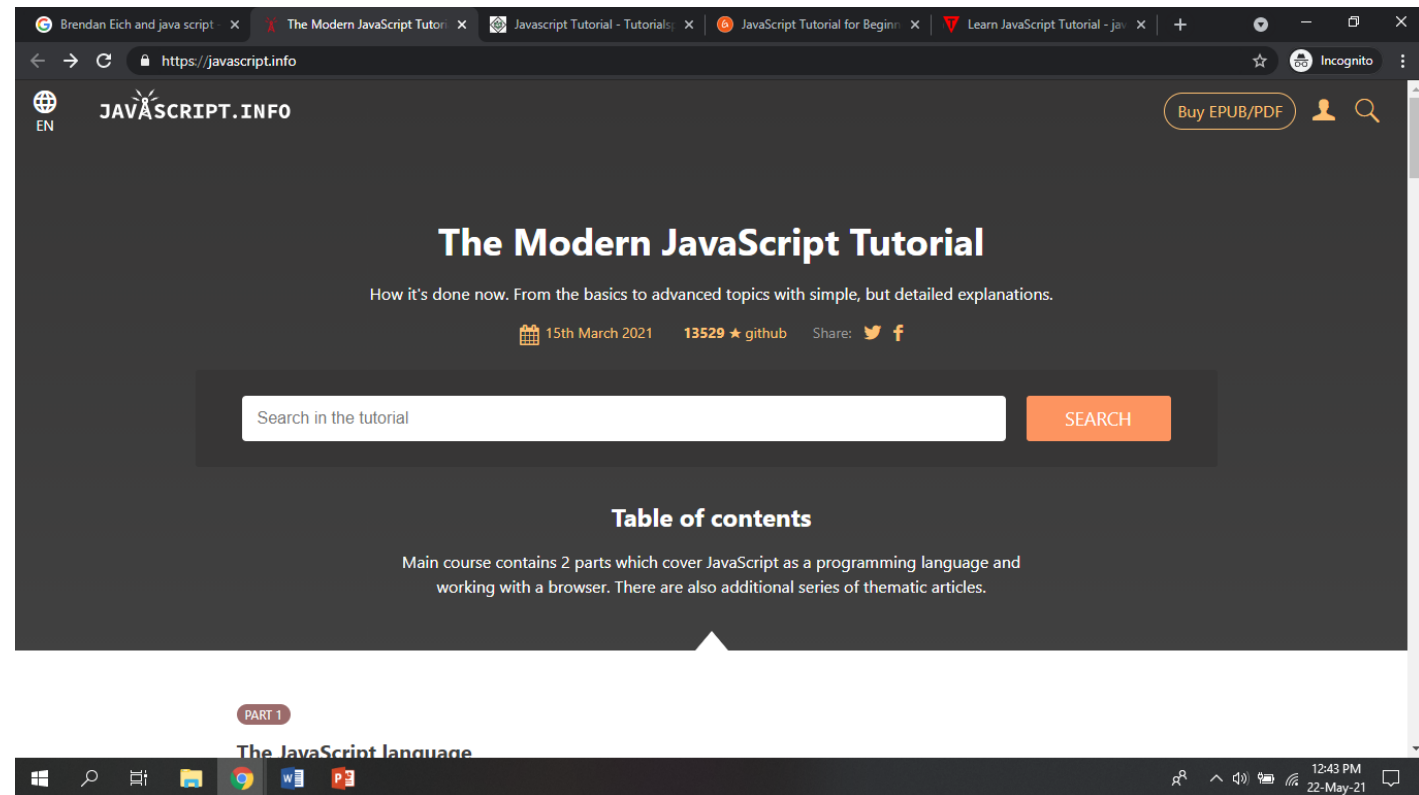 Brendan Eich and java script -
The Modern JavaScript Tutori
Javascript Tutorial - Tutorialsp
JavaScript Tutorial for Beginn
Learn JavaScript Tutorial - jav
https://javascript.info
Incognito
EN
JAVASCRIPT.INFO
Buy EPUB/PDF
The Modern JavaScript Tutorial
How it's done now. From the basics to advanced topics with simple, but detailed explanations.
15th March 2021 13529 ★ github Share:
Search in the tutorial
SEARCH
Table of contents
Main course contains 2 parts which cover JavaScript as a programming language and
working with a browser. There are also additional series of thematic articles.
PART 1
The JavaScript language
12:43 PM
22-May-21